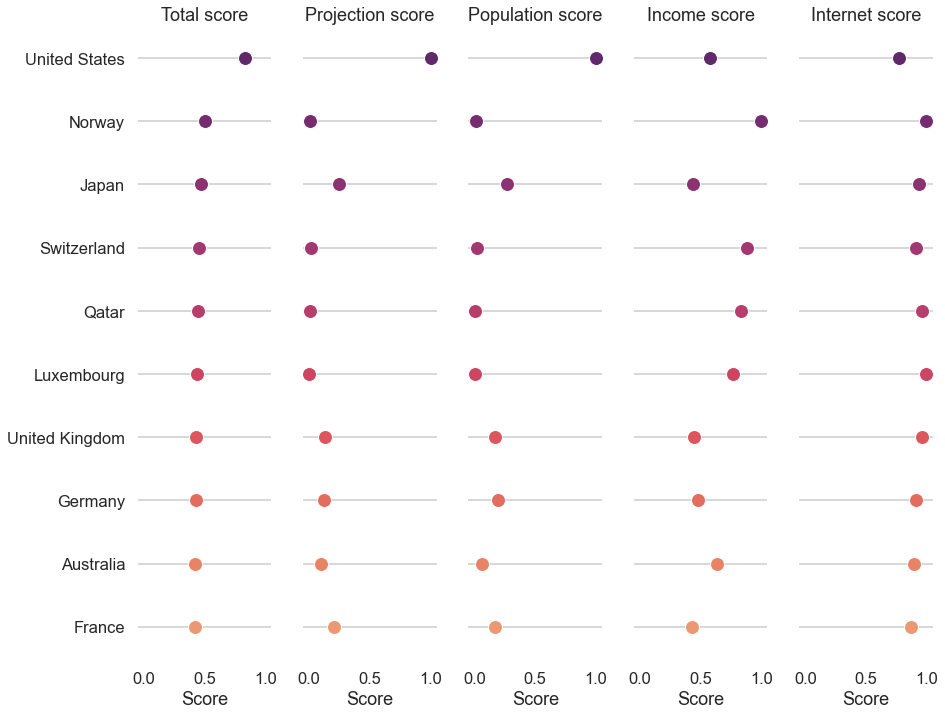 Total score Projection score Population score Income score Internet score
United States
Norway
Japan
Switzerland
Qatar
Luxembourg
United Kingdom
Germany
Australia
France
0.0 0.5 1.0 0.0 0.5 1.0 0.0 0.5 1.0 0.0 0.5 1.0 0.0 0.5 1.0
Score Score Score Score Score